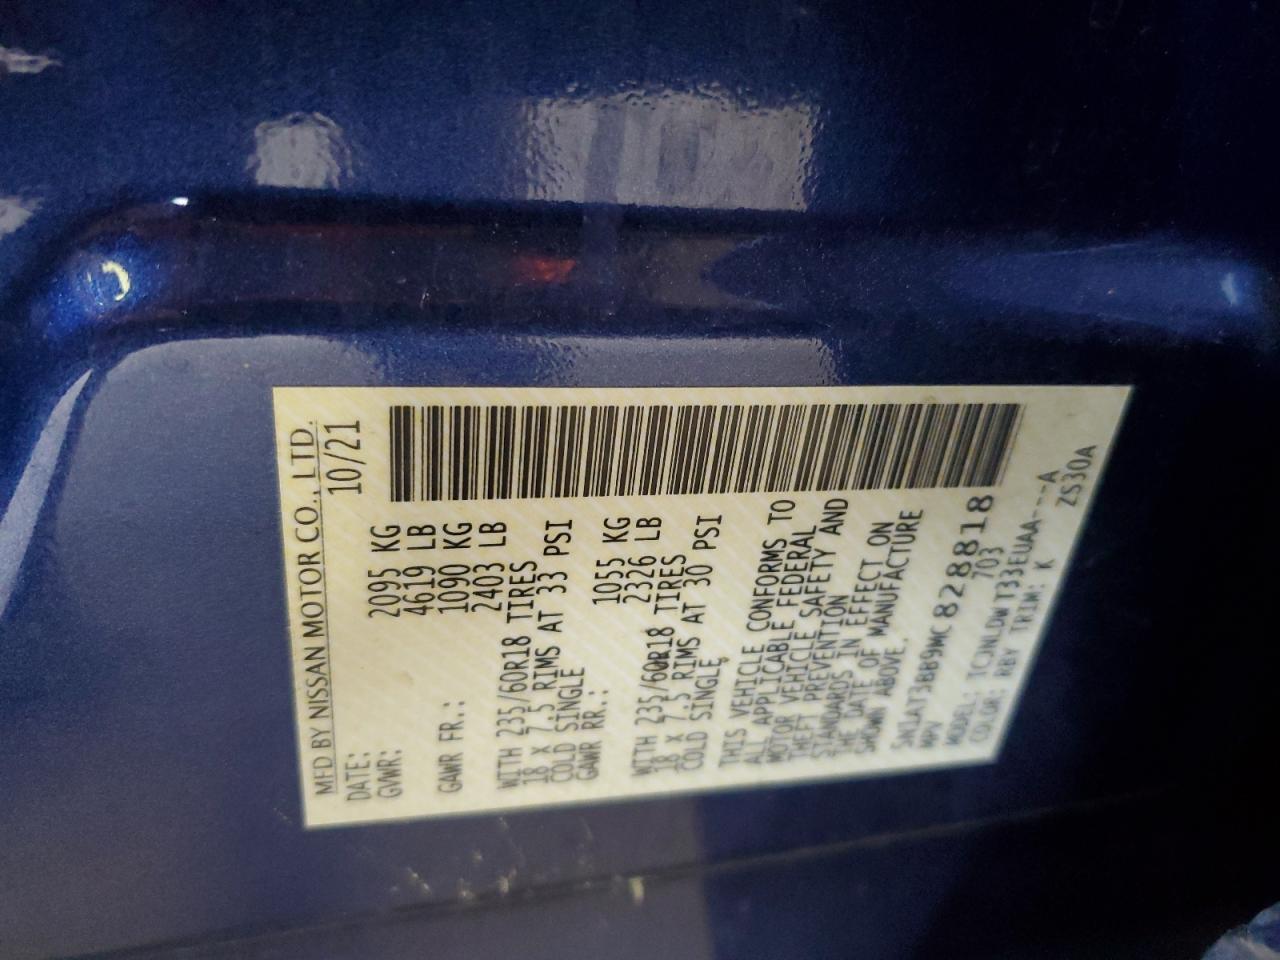 MFD BY NISSAN MOTOR CO., LTD.
DATE: 10/21
GVWR: 2095 KG
4619 LB
GAWR FR.: 1090 KG
2403 LB
WITH 235/60R18 TIRES
18 X 7.5 RIMS AT 33 PSI
COLD SINGLE
GAWR RR.: 1055 KG
2326 LB
WITH 235/60R18 TIRES
18 X 7.5 RIMS AT 30 PSI
COLD SINGLE
THIS VEHICLE CONFORMS TO
ALL APPLICABLE FEDERAL
MOTOR VEHICLE SAFETY AND
THEFT PREVENTION
STANDARDS IN EFFECT ON
THE DATE OF MANUFACTURE
SHOWN ABOVE.
5N1AT3BB9MC828818
MPV 703
MODEL: TCJNLDWT33EUAA---A
COLOR: RBY TRIM: K ZS30A